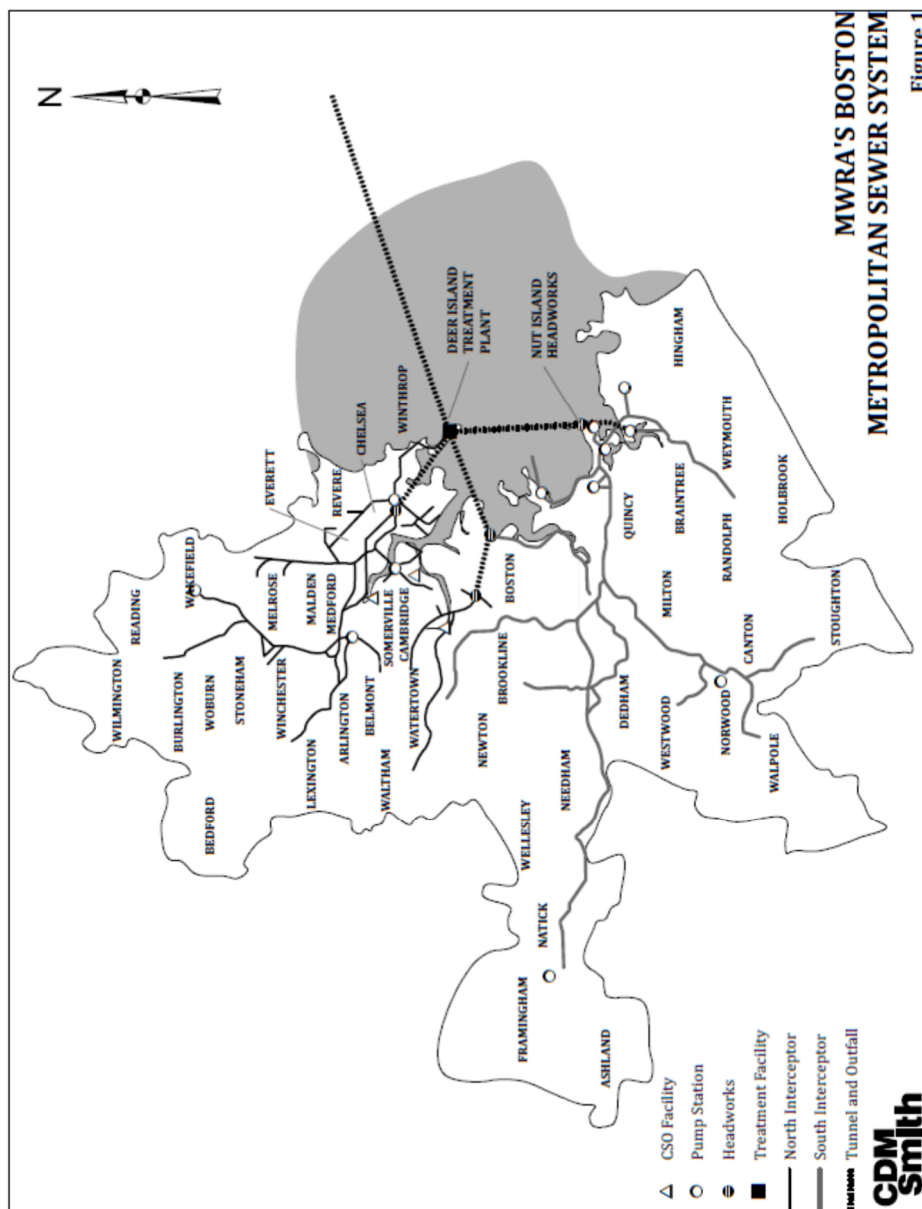 N
WILMINGTON
READING
WAKEFIELD
BURLINGTON
WOBURN
STONEHAM
BEDFORD
WINCHESTER
MELROSE
EVERETT
LEXINGTON
ARLINGTON
MALDEN
MEDFORD
REVERE
CHELSEA
WINTHROP
BELMONT
SOMERVILLE
CAMBRIDGE
WALTHAM
WATERTOWN
DEER ISLAND
TREATMENT
PLANT
NEWTON
BROOKLINE
BOSTON
WELLESLEY
NEEDHAM
NUT ISLAND
HEADWORKS
NATICK
FRAMINGHAM
ASHLAND
DEDHAM
QUINCY
HINGHAM
WESTWOOD
MILTON
BRAINTREE
WEYMOUTH
NORWOOD
CANTON
RANDOLPH
HOLBROOK
WALPOLE
STOUGHTON
CSO Facility
Pump Station
Headworks
Treatment Facility
North Interceptor
South Interceptor
Tunnel and Outfall
CDM
Smith
MWRA'S BOSTON
METROPOLITAN SEWER SYSTEM
Figure 1